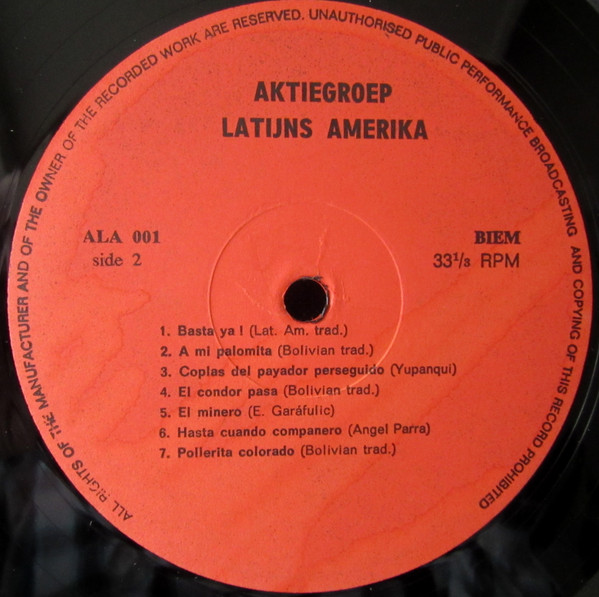 ALL RIGHTS OF THE MANUFACTURER AND OF THE OWNER OF THE RECORDED WORK ARE RESERVED. UNAUTHORISED PUBLIC PERFORMANCE BROADCASTING AND COPYING OF THIS RECORD PROHIBITED
AKTIEGROEP
LATIJNS AMERIKA
ALA 001
BIEM
side 2
33¹/₃ RPM
1. Basta ya ! (Lat. Am. trad.)
2. A mi palomita (Bolivian trad.)
3. Coplas del payador perseguido (Yupanqui)
4. El condor pasa (Bolivian trad.)
5. El minero (E. Garáfulic)
6. Hasta cuando companero (Angel Parra)
7. Pollerita colorado (Bolivian trad.)